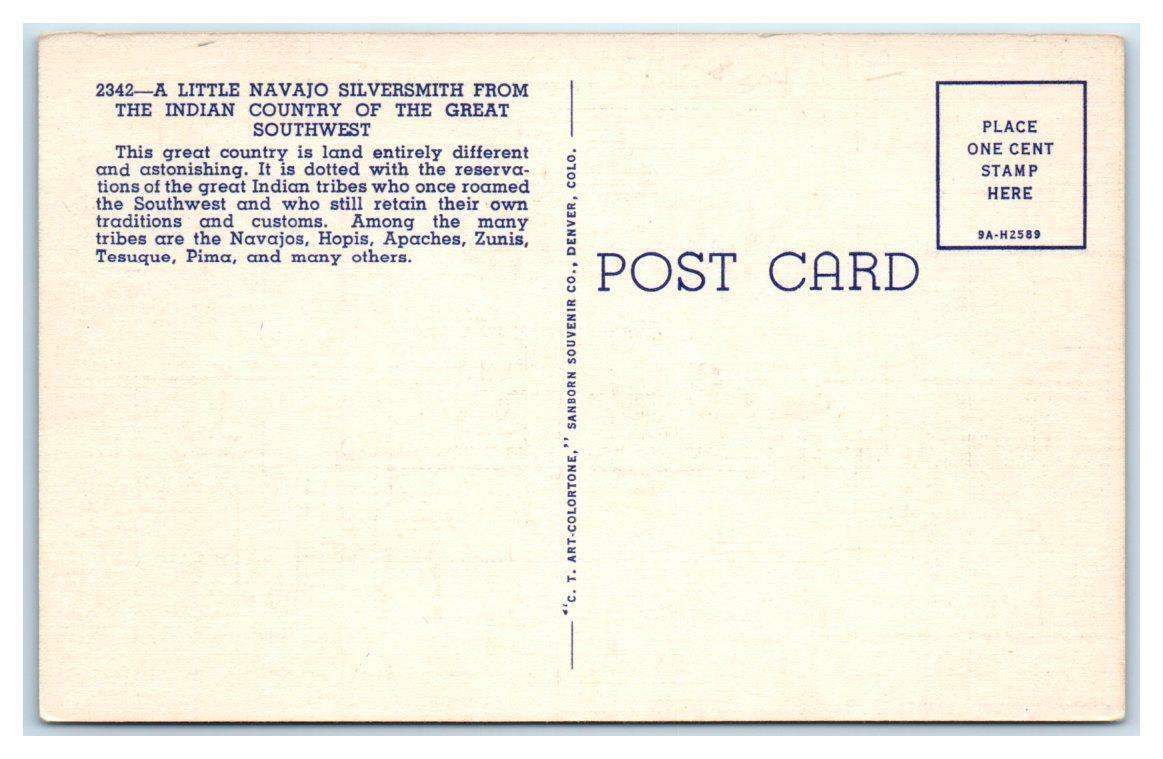 2342—A LITTLE NAVAJO SILVERSMITH FROM
THE INDIAN COUNTRY OF THE GREAT
SOUTHWEST
This great country is land entirely different
and astonishing. It is dotted with the reserva-
tions of the great Indian tribes who once roamed
the Southwest and who still retain their own
traditions and customs. Among the many
tribes are the Navajos, Hopis, Apaches, Zunis,
Tesuque, Pima, and many others.
"C. T. ART-COLORTONE," SANBORN SOUVENIR CO., DENVER, COLO.
POST CARD
PLACE
ONE CENT
STAMP
HERE
9A-H2589